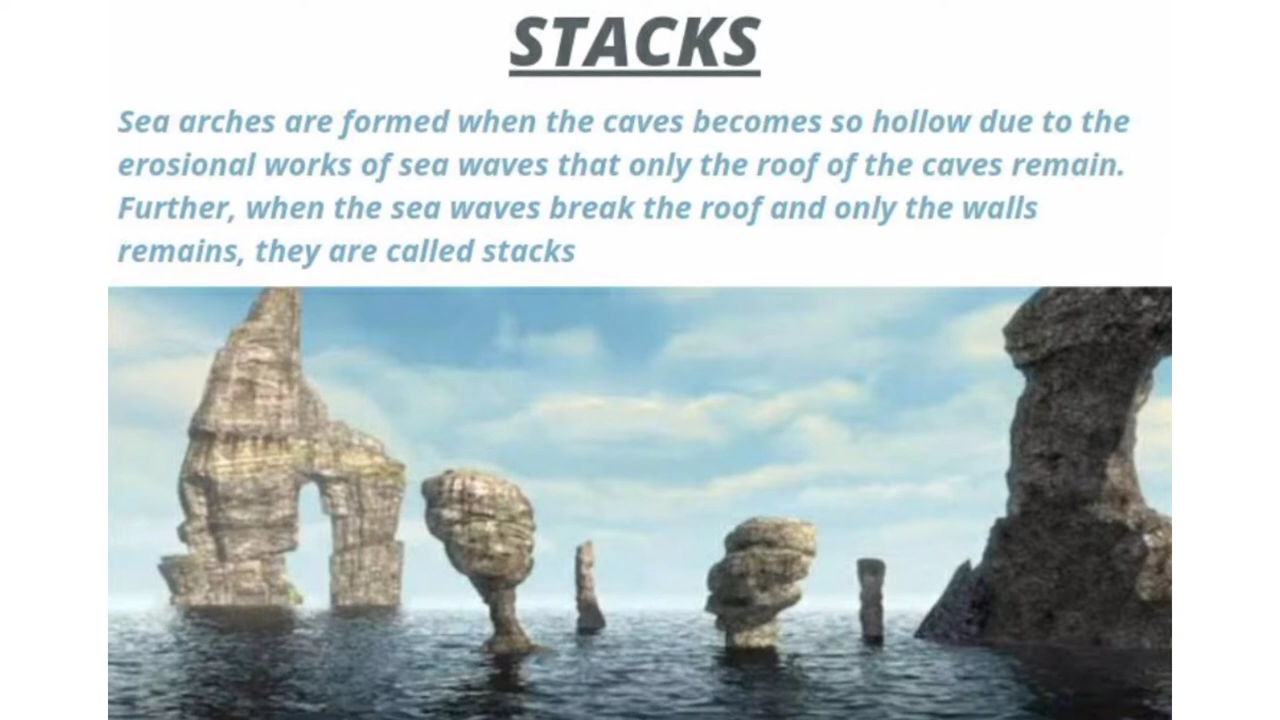 STACKS
Sea arches are formed when the caves becomes so hollow due to the
erosional works of sea waves that only the roof of the caves remain.
Further, when the sea waves break the roof and only the walls
remains, they are called stacks